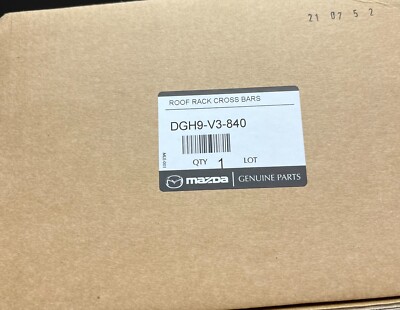 21 07 5 2
ROOF RACK CROSS BARS
DGH9-V3-840
QTY 1 LOT
mazda GENUINE PARTS